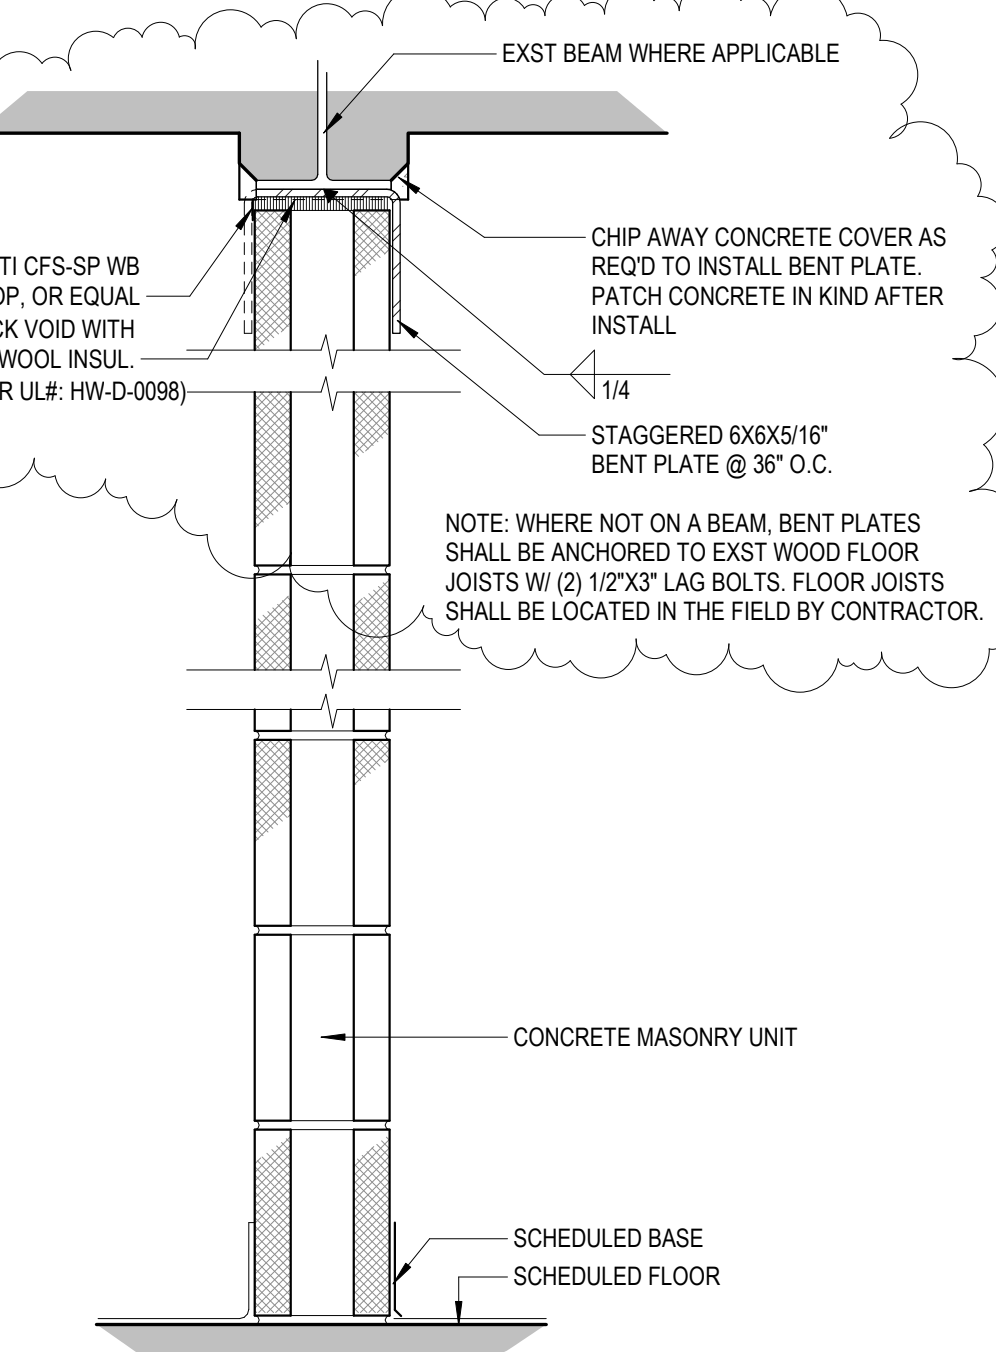 EXST BEAM WHERE APPLICABLE
CHIP AWAY CONCRETE COVER AS
REQ'D TO INSTALL BENT PLATE.
PATCH CONCRETE IN KIND AFTER
INSTALL
CFS-SP WB
OR EQUAL
VOID WITH
WOOL INSUL.
UL#: HW-D-0098)
1/4
STAGGERED 6X6X5/16"
BENT PLATE @ 36" O.C.
NOTE: WHERE NOT ON A BEAM, BENT PLATES
SHALL BE ANCHORED TO EXST WOOD FLOOR
JOISTS W/ (2) 1/2"X3" LAG BOLTS. FLOOR JOISTS
SHALL BE LOCATED IN THE FIELD BY CONTRACTOR.
CONCRETE MASONRY UNIT
SCHEDULED BASE
SCHEDULED FLOOR